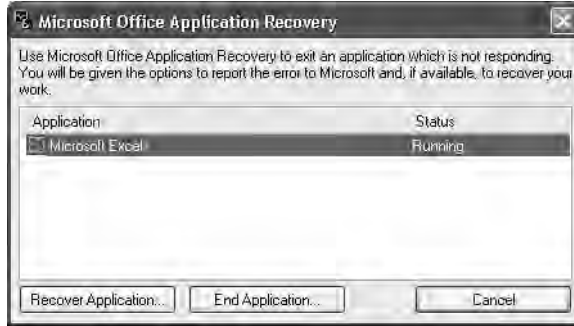 Microsoft Office Application Recovery
Use Microsoft Office Application Recovery to exit an application which is not responding.
You will be given the options to report the error to Microsoft and, if available, to recover your
work.
Application Status
Microsoft Excel Running
Recover Application... End Application... Cancel